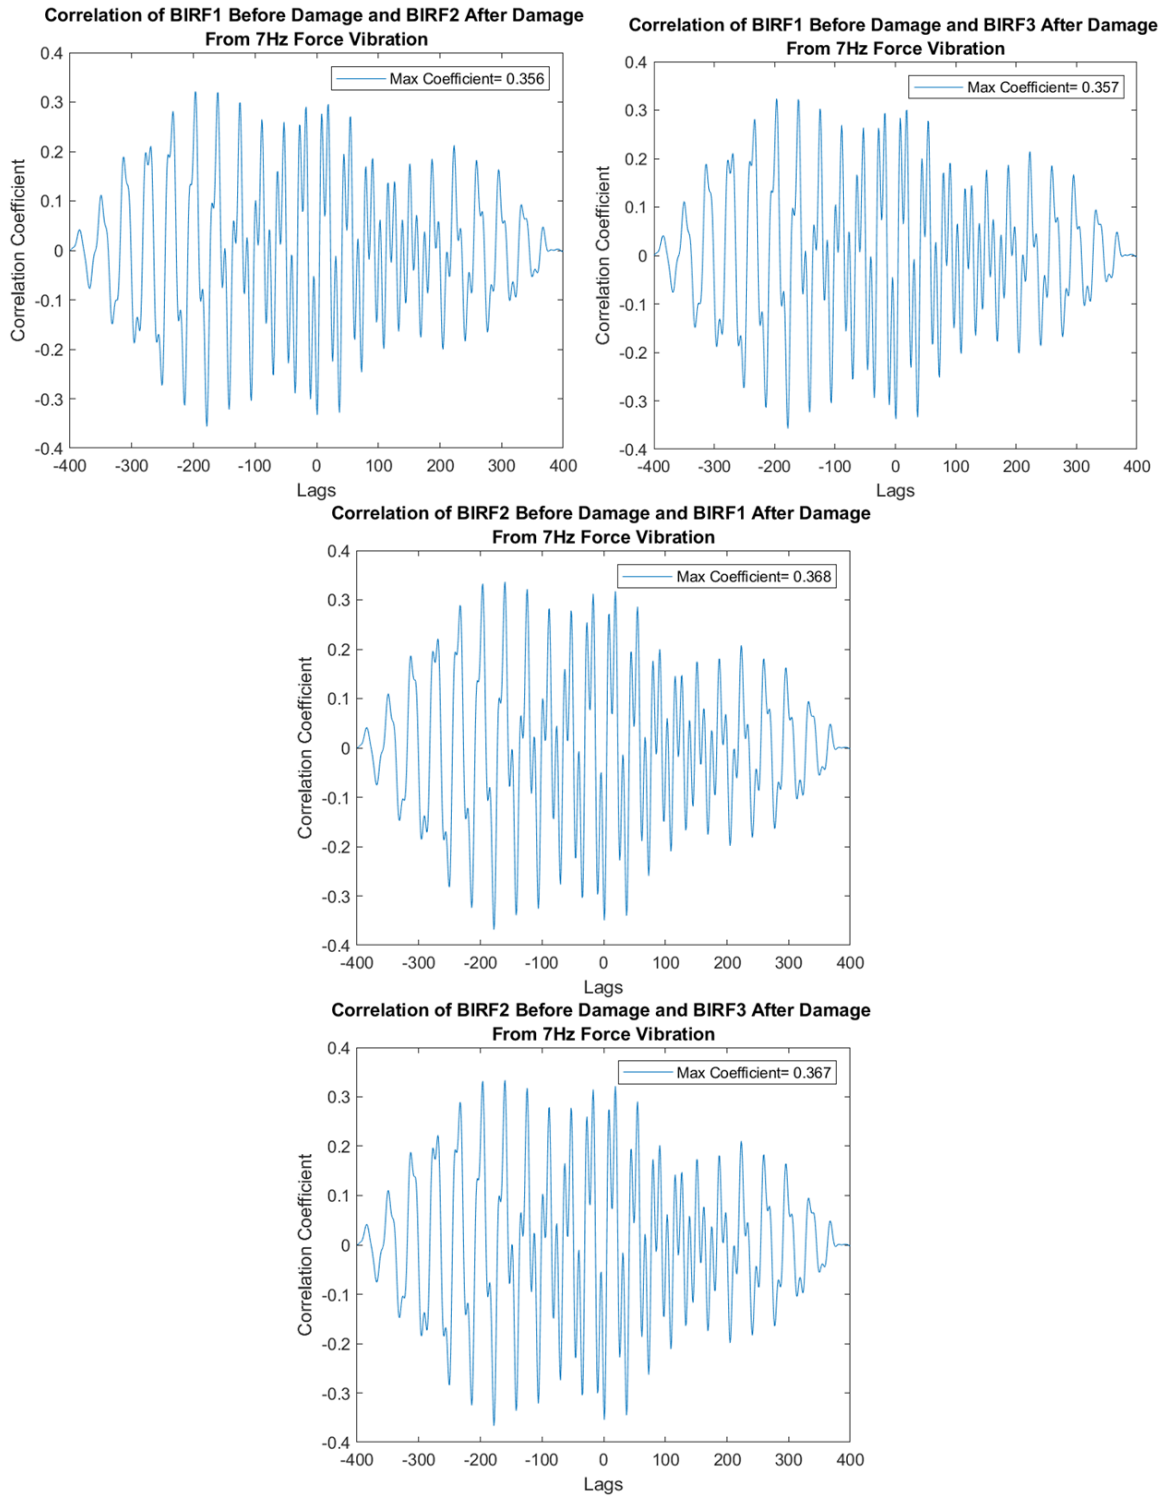 Correlation of BIRF1 Before Damage and BIRF2 After Damage
From 7Hz Force Vibration
Max Coefficient= 0.356
Correlation Coefficient
0.4
0.3
0.2
0.1
0
-0.1
-0.2
-0.3
-0.4
-400 -300 -200 -100 0 100 200 300 400
Lags
Correlation of BIRF1 Before Damage and BIRF3 After Damage
From 7Hz Force Vibration
Max Coefficient= 0.357
Correlation Coefficient
0.4
0.3
0.2
0.1
0
-0.1
-0.2
-0.3
-0.4
-400 -300 -200 -100 0 100 200 300 400
Lags
Correlation of BIRF2 Before Damage and BIRF1 After Damage
From 7Hz Force Vibration
Max Coefficient= 0.368
Correlation Coefficient
0.4
0.3
0.2
0.1
0
-0.1
-0.2
-0.3
-0.4
-400 -300 -200 -100 0 100 200 300 400
Lags
Correlation of BIRF2 Before Damage and BIRF3 After Damage
From 7Hz Force Vibration
Max Coefficient= 0.367
Correlation Coefficient
0.4
0.3
0.2
0.1
0
-0.1
-0.2
-0.3
-0.4
-400 -300 -200 -100 0 100 200 300 400
Lags